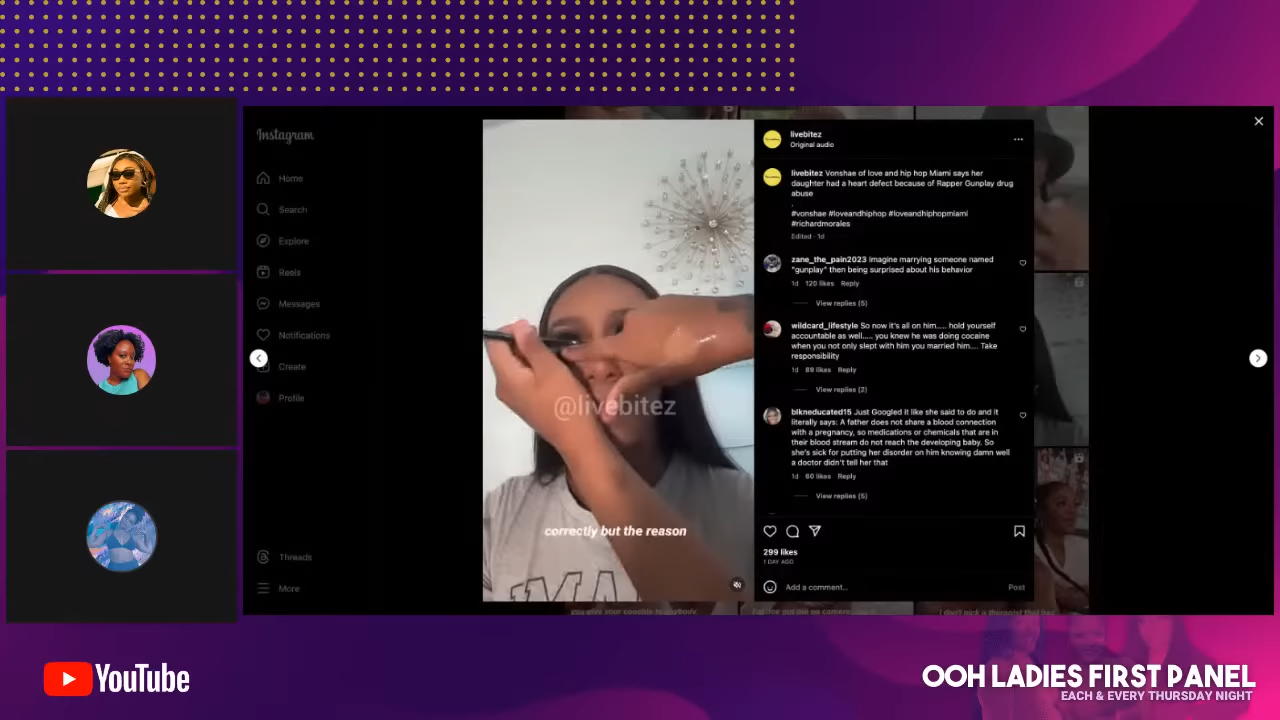 Instagram
Home
Search
Explore
Reels
Messages
Notifications
Create
Profile
Threads
More
@livebitez
correctly but the reason
livebitez
Original audio
livebitez Vonshae of love and hip hop Miami says her
daughter had a heart defect because of Rapper Gunplay drug
abuse
.
#vonshae #loveandhiphop #loveandhiphopmiami
#richardmorales
Edited · 1d
zane_the_pain2023 Imagine marrying someone named
"gunplay" then being surprised about his behavior
1d 120 likes Reply
View replies (5)
wildcard_lifestyle So now it's all on him..... hold yourself
accountable as well..... you knew he was doing cocaine
when you not only slept with him you married him.... Take
responsibility
1d 89 likes Reply
View replies (2)
blkneducated15 Just Googled it like she said to do and it
literally says: A father does not share a blood connection
with a pregnancy, so medications or chemicals that are in
their blood stream do not reach the developing baby. So
she's sick for putting her disorder on him knowing damn well
a doctor didn't tell her that
1d 60 likes Reply
View replies (5)
299 likes
1 DAY AGO
Add a comment...
Post
YouTube
OOH LADIES FIRST PANEL
EACH & EVERY THURSDAY NIGHT